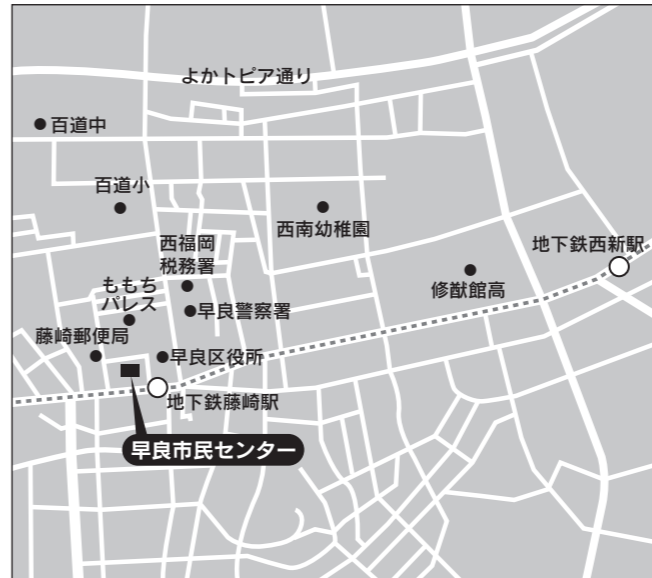 よかトピア通り
百道中
百道小
西南幼稚園
西福岡
税務署
地下鉄西新駅
修猷館高
ももち
パレス
早良警察署
藤崎郵便局
早良区役所
地下鉄藤崎駅
早良市民センター